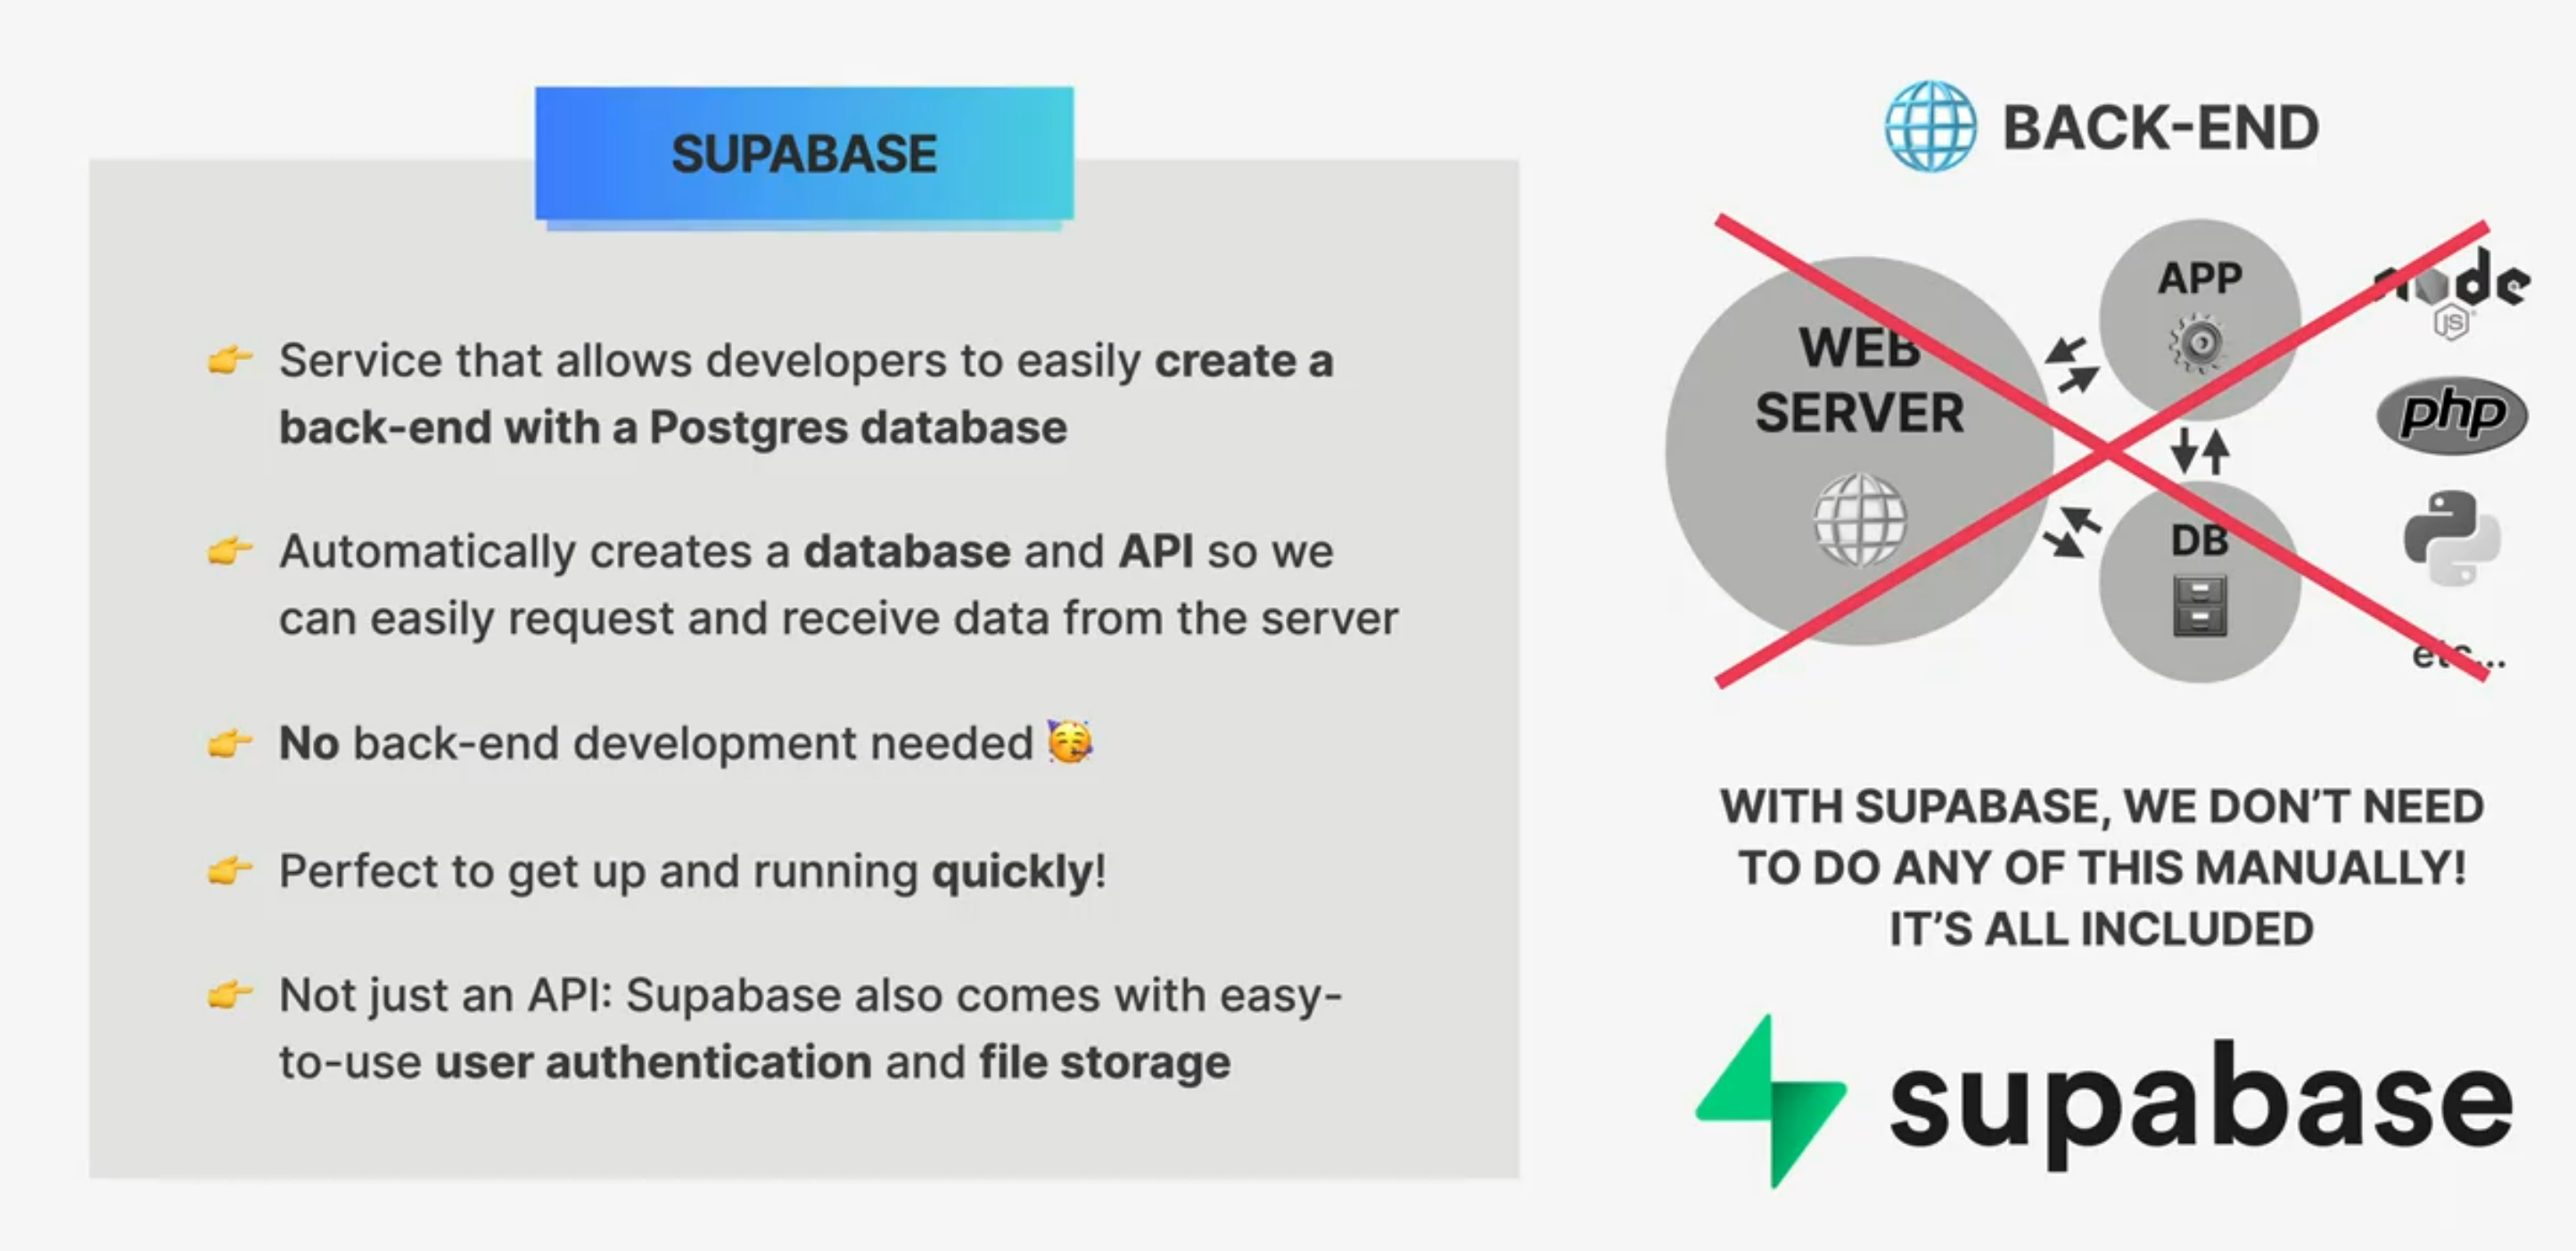 SUPABASE
👉 Service that allows developers to easily create a
back-end with a Postgres database
👉 Automatically creates a database and API so we
can easily request and receive data from the server
👉 No back-end development needed 🥳
👉 Perfect to get up and running quickly!
👉 Not just an API: Supabase also comes with easy-
to-use user authentication and file storage
BACK-END
WEB
SERVER
APP
DB
node
JS
php
etc...
WITH SUPABASE, WE DON’T NEED
TO DO ANY OF THIS MANUALLY!
IT’S ALL INCLUDED
supabase